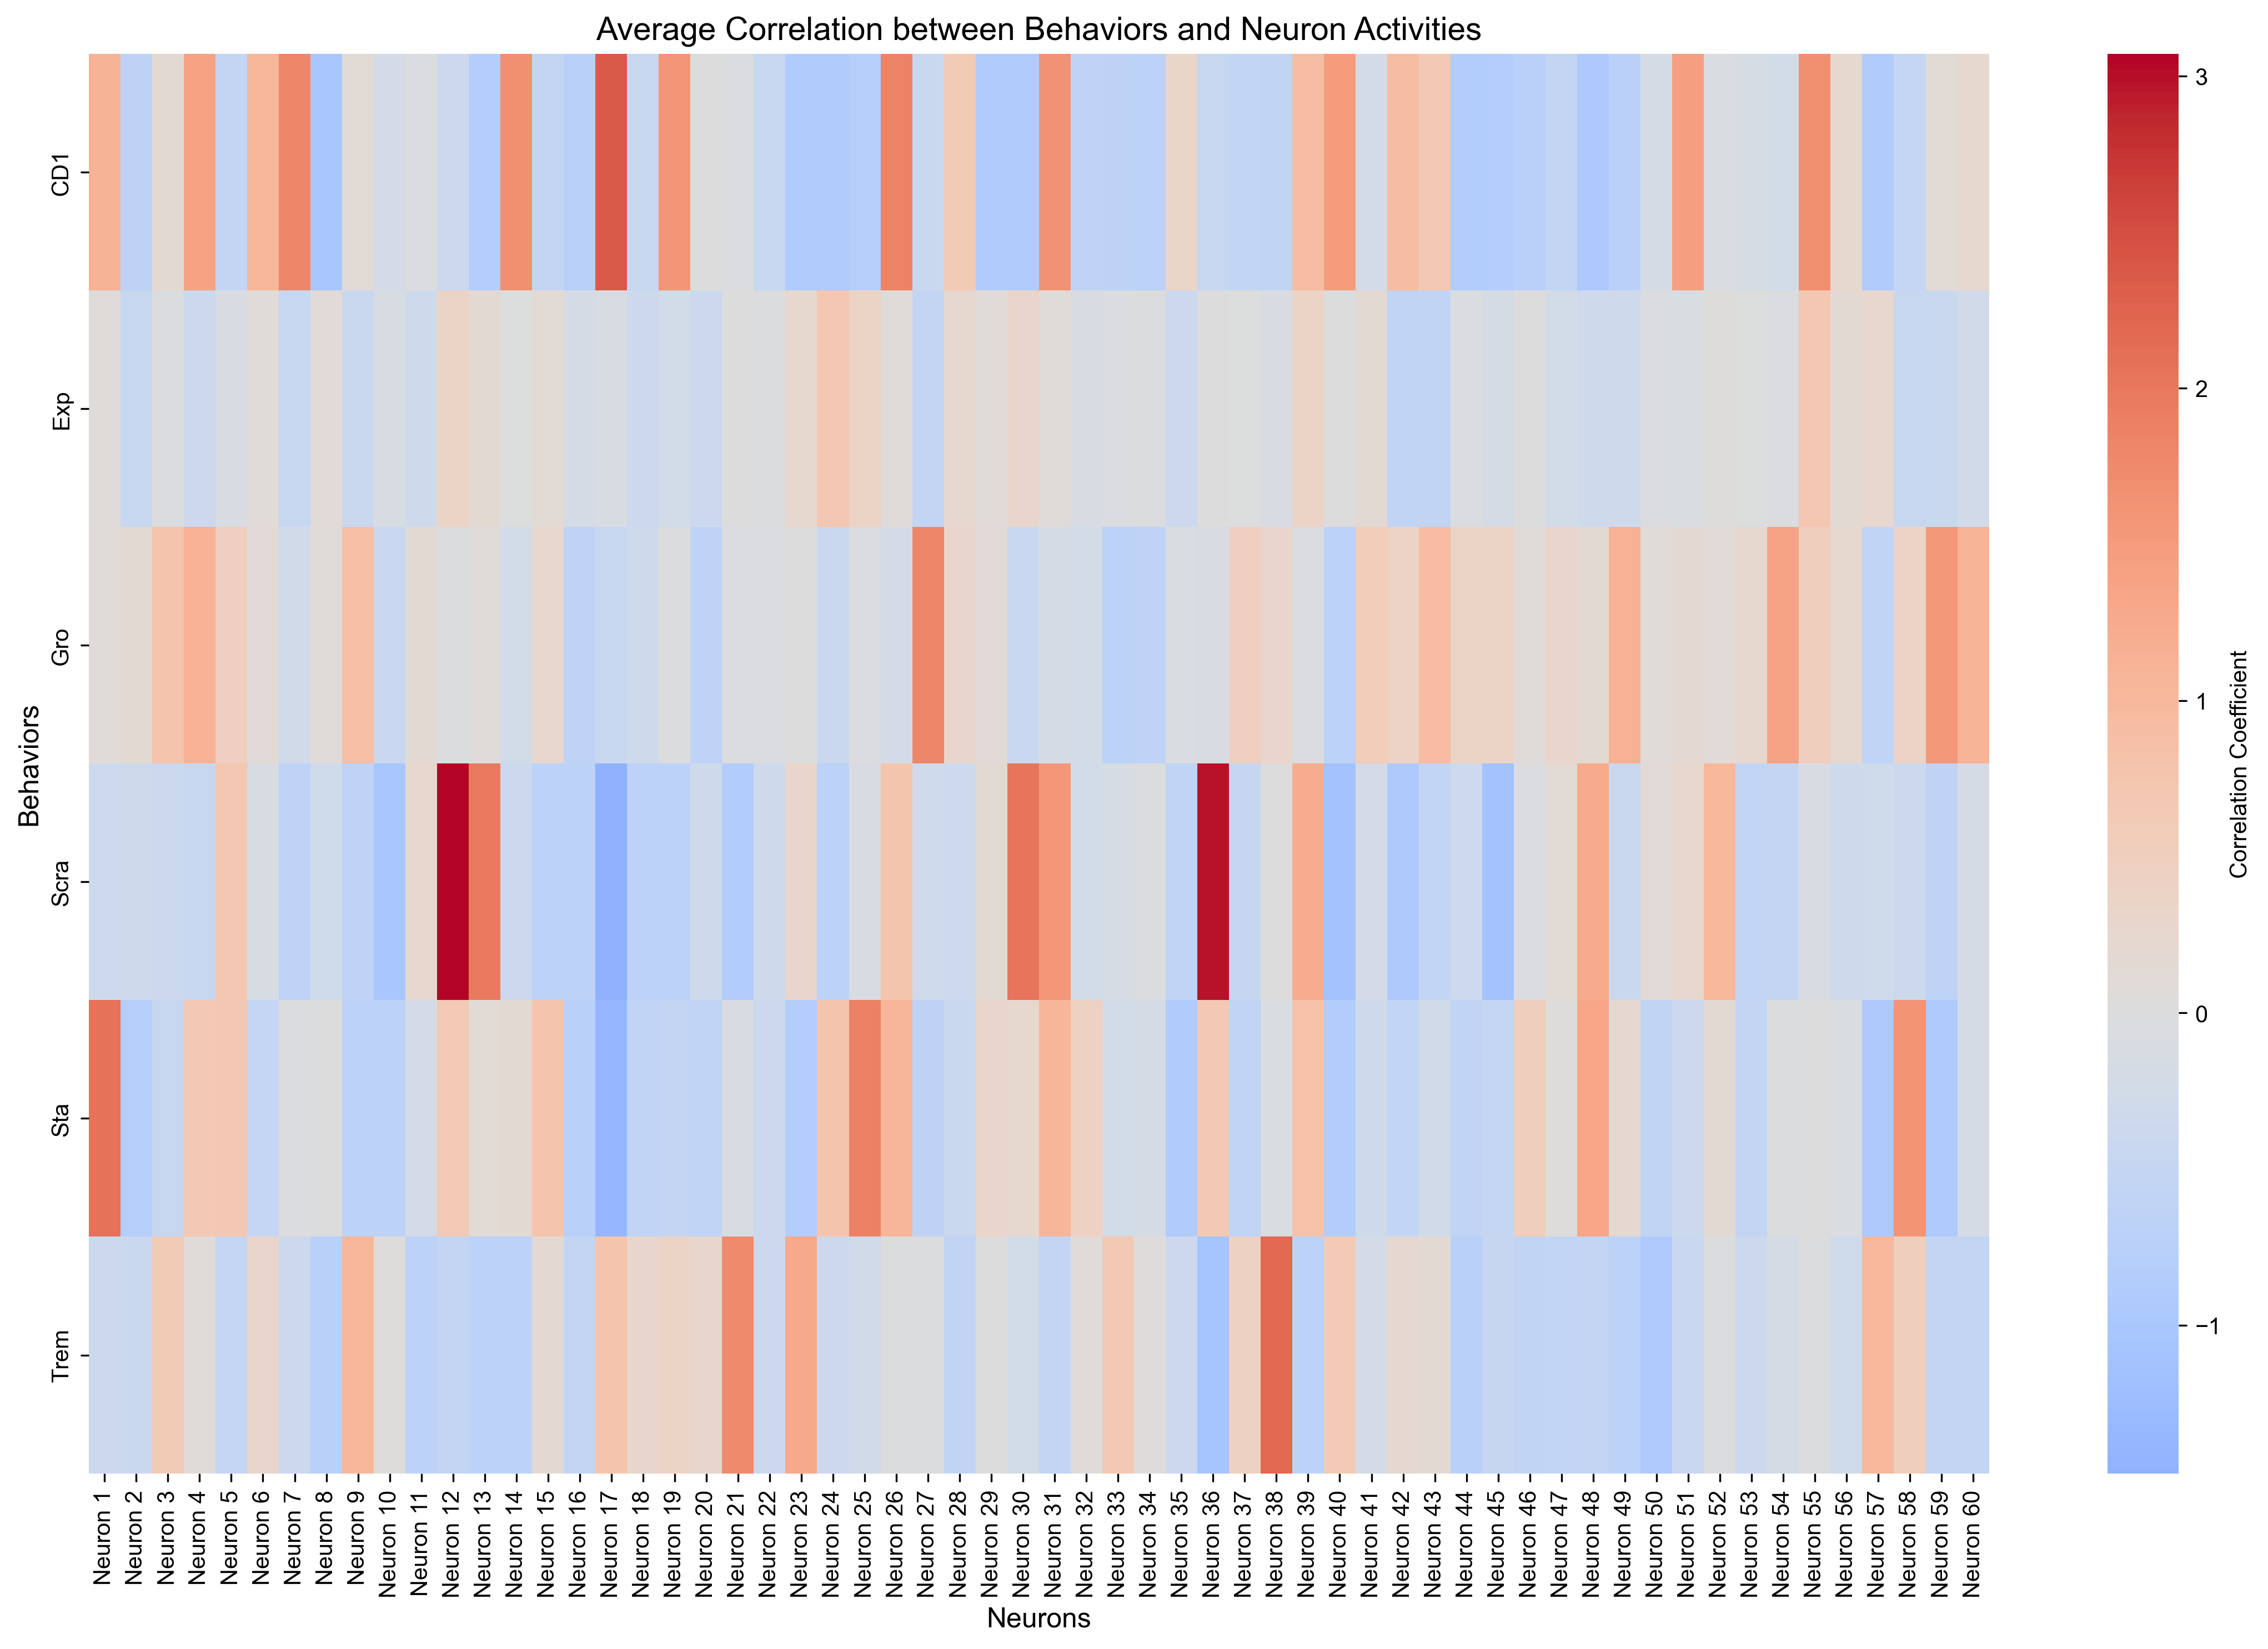 Average Correlation between Behaviors and Neuron Activities
Behaviors
CD1
Exp
Gro
Scra
Sta
Trem
Neuron 1
Neuron 2
Neuron 3
Neuron 4
Neuron 5
Neuron 6
Neuron 7
Neuron 8
Neuron 9
Neuron 10
Neuron 11
Neuron 12
Neuron 13
Neuron 14
Neuron 15
Neuron 16
Neuron 17
Neuron 18
Neuron 19
Neuron 20
Neuron 21
Neuron 22
Neuron 23
Neuron 24
Neuron 25
Neuron 26
Neuron 27
Neuron 28
Neuron 29
Neuron 30
Neuron 31
Neuron 32
Neuron 33
Neuron 34
Neuron 35
Neuron 36
Neuron 37
Neuron 38
Neuron 39
Neuron 40
Neuron 41
Neuron 42
Neuron 43
Neuron 44
Neuron 45
Neuron 46
Neuron 47
Neuron 48
Neuron 49
Neuron 50
Neuron 51
Neuron 52
Neuron 53
Neuron 54
Neuron 55
Neuron 56
Neuron 57
Neuron 58
Neuron 59
Neuron 60
Neurons
3
2
1
0
−1
Correlation Coefficient